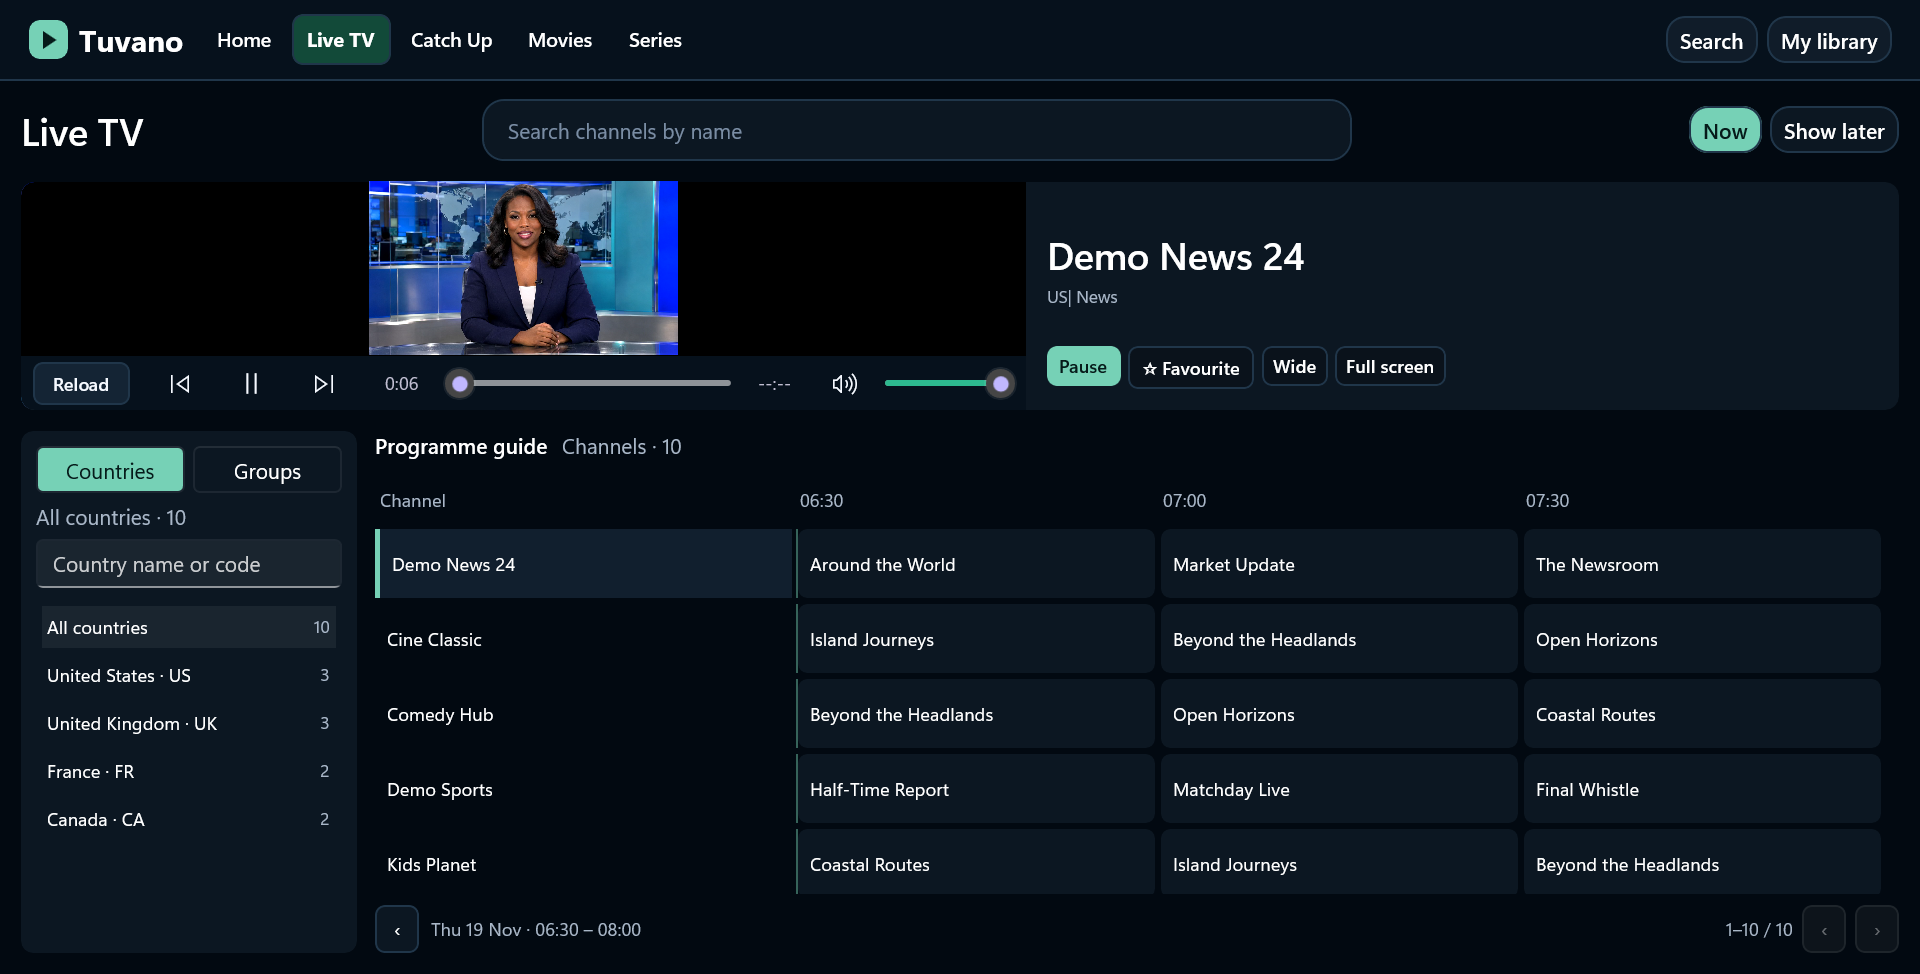 Tuvano
Home
Live TV
Catch Up
Movies
Series
Search
My library
Live TV
Search channels by name
Now
Show later
Demo News 24
US| News
Pause
☆ Favourite
Wide
Full screen
Reload
0:06
--:--
Countries
Groups
All countries · 10
Country name or code
All countries 10
United States · US 3
United Kingdom · UK 3
France · FR 2
Canada · CA 2
Programme guide Channels · 10
Channel 06:30 07:00 07:30
Demo News 24 Around the World Market Update The Newsroom
Cine Classic Island Journeys Beyond the Headlands Open Horizons
Comedy Hub Beyond the Headlands Open Horizons Coastal Routes
Demo Sports Half-Time Report Matchday Live Final Whistle
Kids Planet Coastal Routes Island Journeys Beyond the Headlands
‹ Thu 19 Nov · 06:30 – 08:00
1–10 / 10 ‹ ›